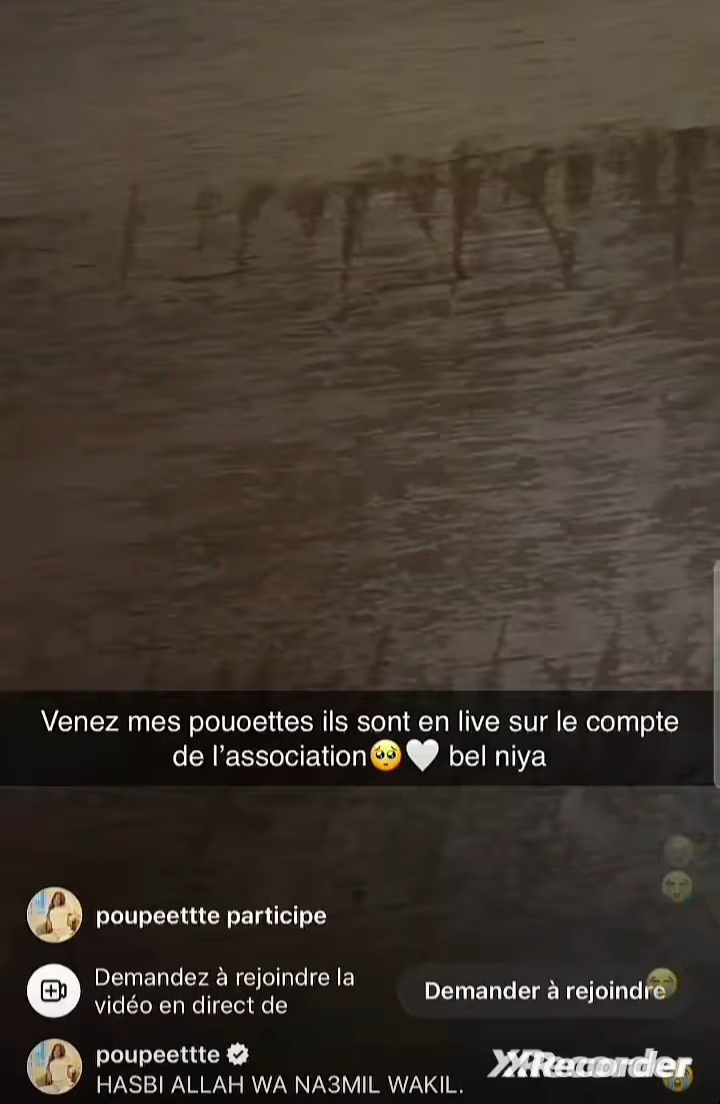 Venez mes pouoettes ils sont en live sur le compte
de l'association🥺🤍 bel niya
poupeettte participe
Demandez à rejoindre la
vidéo en direct de
Demander à rejoindre
poupeettte
HASBI ALLAH WA NA3MIL WAKIL.
XRecorder